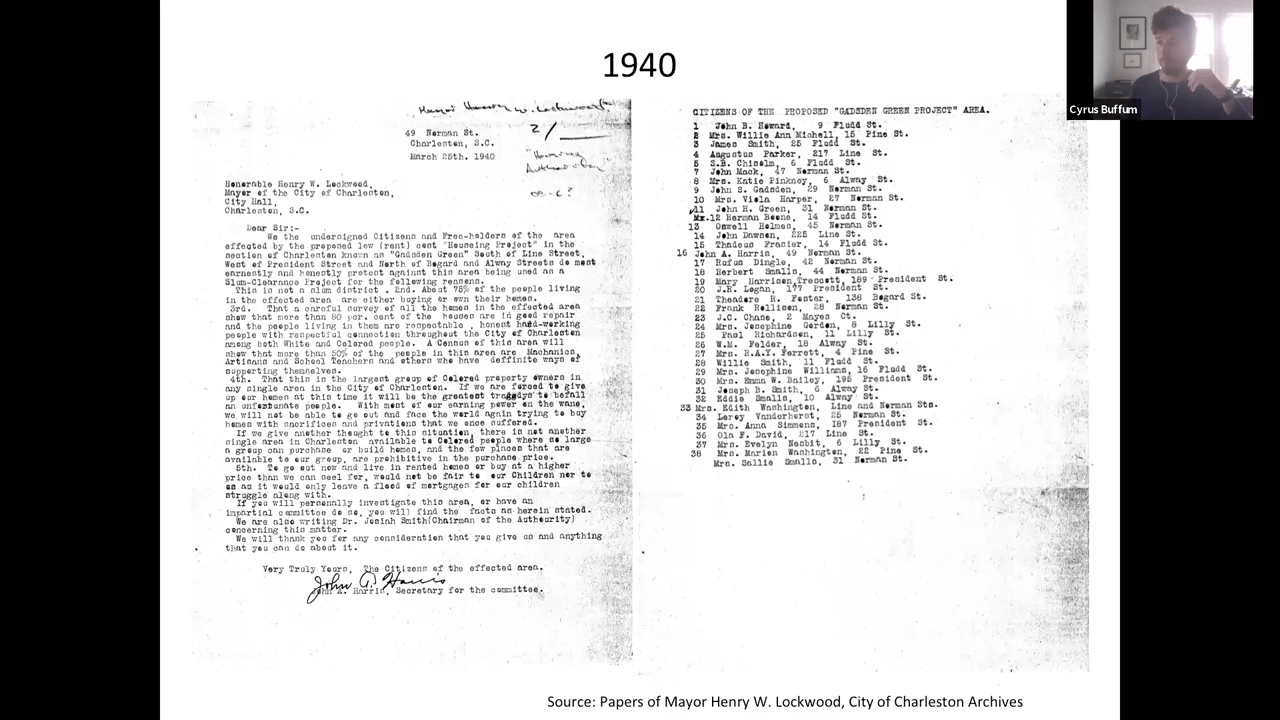 1940
Mayor Henry W. Lockwood
49 Norman St.
Charleston, S.C.
March 25th. 1940
2/
"Housing
Authority"
Honorable Henry W. Lockwood,
Mayor of the City of Charleston,
City Hall,
Charleston, S.C.
Dear Sir:-
We the undersigned Citizens and Free-holders of the area
effected by the proposed low (rent) cost "Housing Project" in the
section of Charleston known as "Gadsden Green" South of Line Street,
West of President Street and North of Bogard and Alway Streets do most
earnestly and honestly protest against this area being used as a
Slum-Clearance Project for the following reasons.
This is not a slum district . 2nd. About 75% of the people living
in the effected area are either buying or own their homes.
3rd. That a careful survey of all the homes in the effected area
show that more than 80 per. cent of the houses are in good repair
and the people living in them are respectable , honest hard-working
people with respectful connection throughout the City of Charleston
among both White and Colored people. A Census of this area will
show that more than 50% of the people in this area are Machanics,
Artisans and School Teachers and others who have deffinite ways of
supporting themselves.
4th. That this is the largest group of Colored property owners in
any single area in the City of Charleston. If we are forced to give
up our homes at this time it will be the greatest to befall
an unfortunate people. With most of our earning power on the wane,
we will not be able to go out and face the world again trying to buy
homes with sacrifices and privations that we once suffered.
If we give another thought to this situation, there is not another
single area in Charleston available to Colored people where so large
a group can purchase or build homes, and the few places that are
available to our group, are prohibitive in the purchase price.
5th. To go out now and live in rented homes or buy at a higher
price than we can sell for, would not be fair to our Children nor to
us as it would only leave a flood of mortgages for our children
struggle along with.
If you will personally investigate this area, or have an
impartial committee do so, you will find the facts as herein stated.
We are also writing Dr. Josiah Smith(Chairman of the Authority)
concerning this matter.
We will thank you for any consideration that you give us and anything
that you can do about it.
Very Truly Yours, The Citizens of the effected area.
John A. Harris
John A. Harris, Secretary for the committee.
CITIZENS OF THE PROPOSED "GADSDEN GREEN PROJECT" AREA.
1 John B. Howard, 9 Fludd St.
2 Mrs. Willie Ann Michell, 15 Pine St.
3 James Smith, 25 Fludd St.
4 Augustus Parker, 217 Line St.
5 S.B. Chisolm, 6 Fludd St.
7 John Mack, 47 Norman St.
8 Mrs. Katie Pinkney, 6 Alway St.
9 John S. Gadsden, 29 Norman St.
10 Mrs. Viola Harper, 27 Norman St.
11 John H. Green, 31 Norman St.
Mr.12 Herman Boone, 14 Fludd St.
13 Oswell Holmes, 45 Norman St.
14 John Dawson, 225 Line St.
15 Thadeus Frasier, 14 Fludd St.
16 John A. Harris, 49 Norman St.
17 Rufus Dingle, 42 Norman St.
18 Herbert Smalls, 44 Norman St.
19 Mary Harrison Trescott, 189 President St.
20 J.R. Logan, 177 President St.
21 Theodore R. Foster, 138 Bogard St.
22 Frank Rollison, 28 Norman St.
23 J.C. Chase, 2 Mayes Ct.
24 Mrs. Josephine Gordon, 8 Lilly St.
25 Paul Richardson, 11 Lilly St.
26 W.M. Felder, 18 Alway St.
27 Mrs. R.A.Y. Ferrett, 4 Pine St.
28 Willie Smith, 11 Fludd St.
29 Mrs. Josephine Williams, 16 Fludd St.
30 Mrs. Emma W. Bailey, 195 President St.
31 Joseph B. Smith, 6 Alway St.
32 Eddie Smalls, 10 Alway St.
33 Mrs. Edith Washington, Line and Norman Sts.
34 Leroy Vanderhorst, 25 Norman St.
35 Mrs. Anna Simmons, 187 President St.
36 Ola F. David, 217 Line St.
37 Mrs. Evelyn Nesbit, 6 Lilly St.
38 Mrs. Marion Washington, 22 Pine St.
Mrs. Sallie Smalls, 31 Norman St.
Source: Papers of Mayor Henry W. Lockwood, City of Charleston Archives
Cyrus Buffum